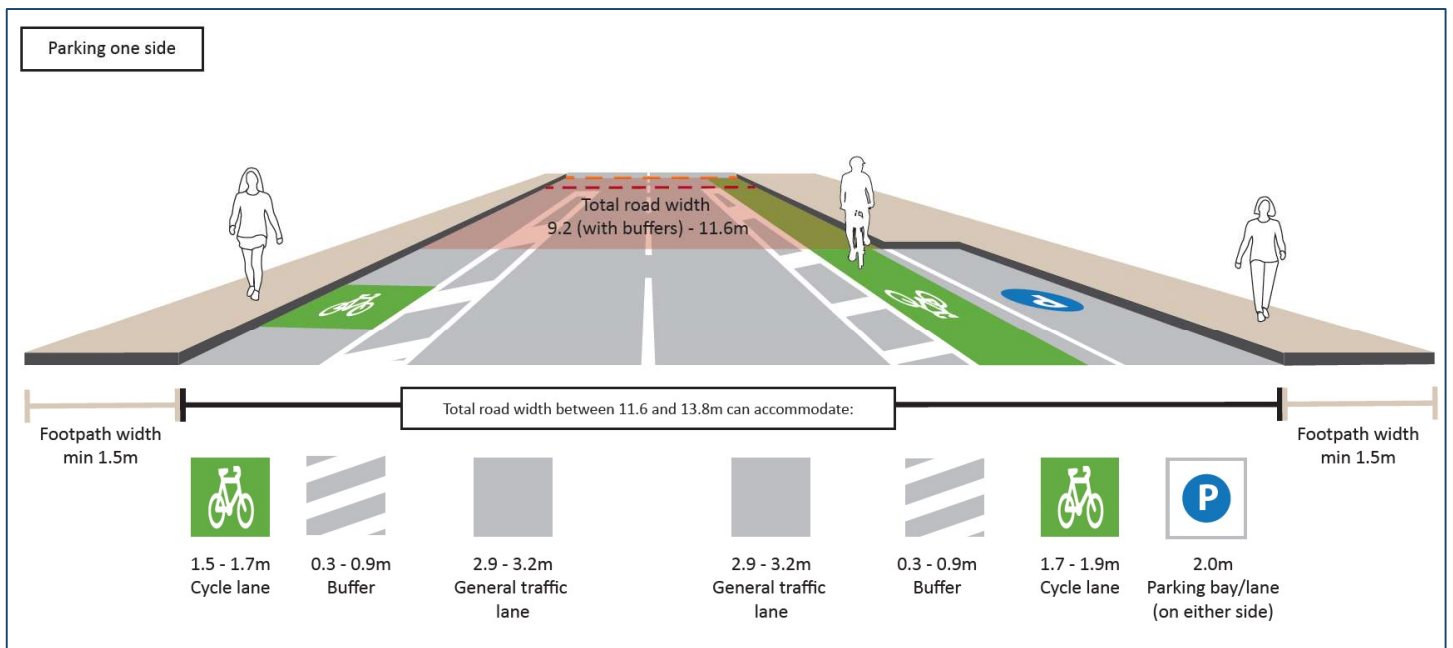 Parking one side
Total road width
9.2 (with buffers) - 11.6m
P
Total road width between 11.6 and 13.8m can accommodate:
Footpath width
min 1.5m
Footpath width
min 1.5m
P
1.5 - 1.7m
Cycle lane
0.3 - 0.9m
Buffer
2.9 - 3.2m
General traffic
lane
2.9 - 3.2m
General traffic
lane
0.3 - 0.9m
Buffer
1.7 - 1.9m
Cycle lane
2.0m
Parking bay/lane
(on either side)